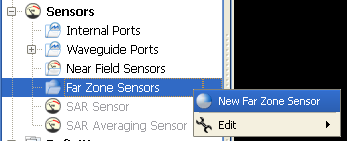 Sensors
Internal Ports
Waveguide Ports
Near Field Sensors
Far Zone Sensors
New Far Zone Sensor
SAR Sensor
Edit
SAR Averaging Sensor